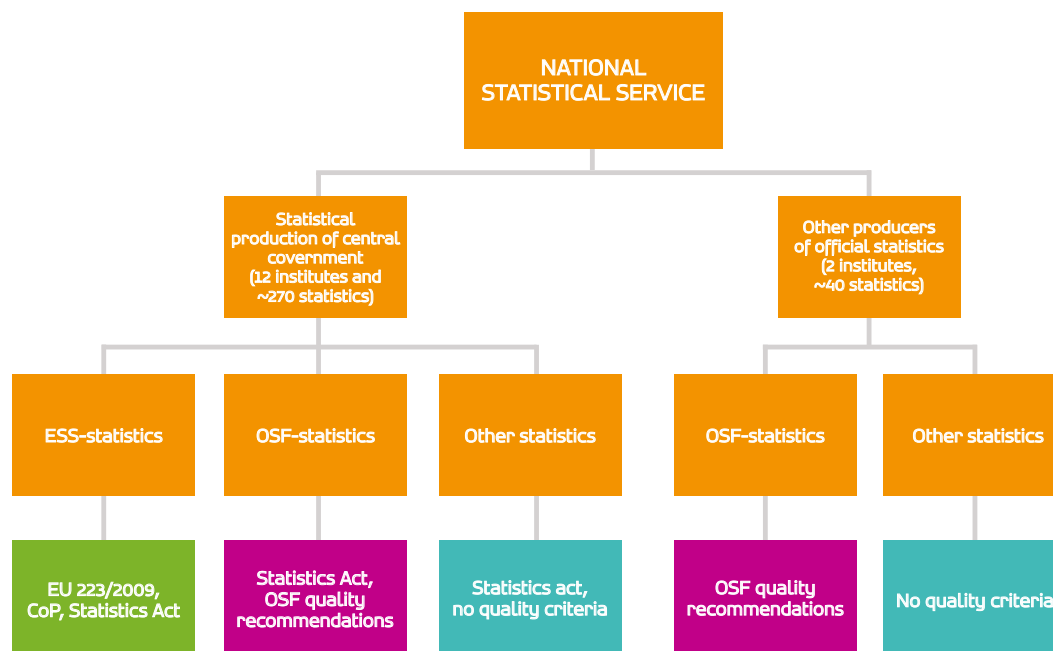 NATIONAL
STATISTICAL SERVICE
Statistical
production of central
covernment
(12 institutes and
~270 statistics)
Other producers
of official statistics
(2 institutes,
~40 statistics)
ESS-statistics
OSF-statistics
Other statistics
OSF-statistics
Other statistics
EU 223/2009,
CoP, Statistics Act
Statistics Act,
OSF quality
recommendations
Statistics act,
no quality criteria
OSF quality
recommendations
No quality criteria